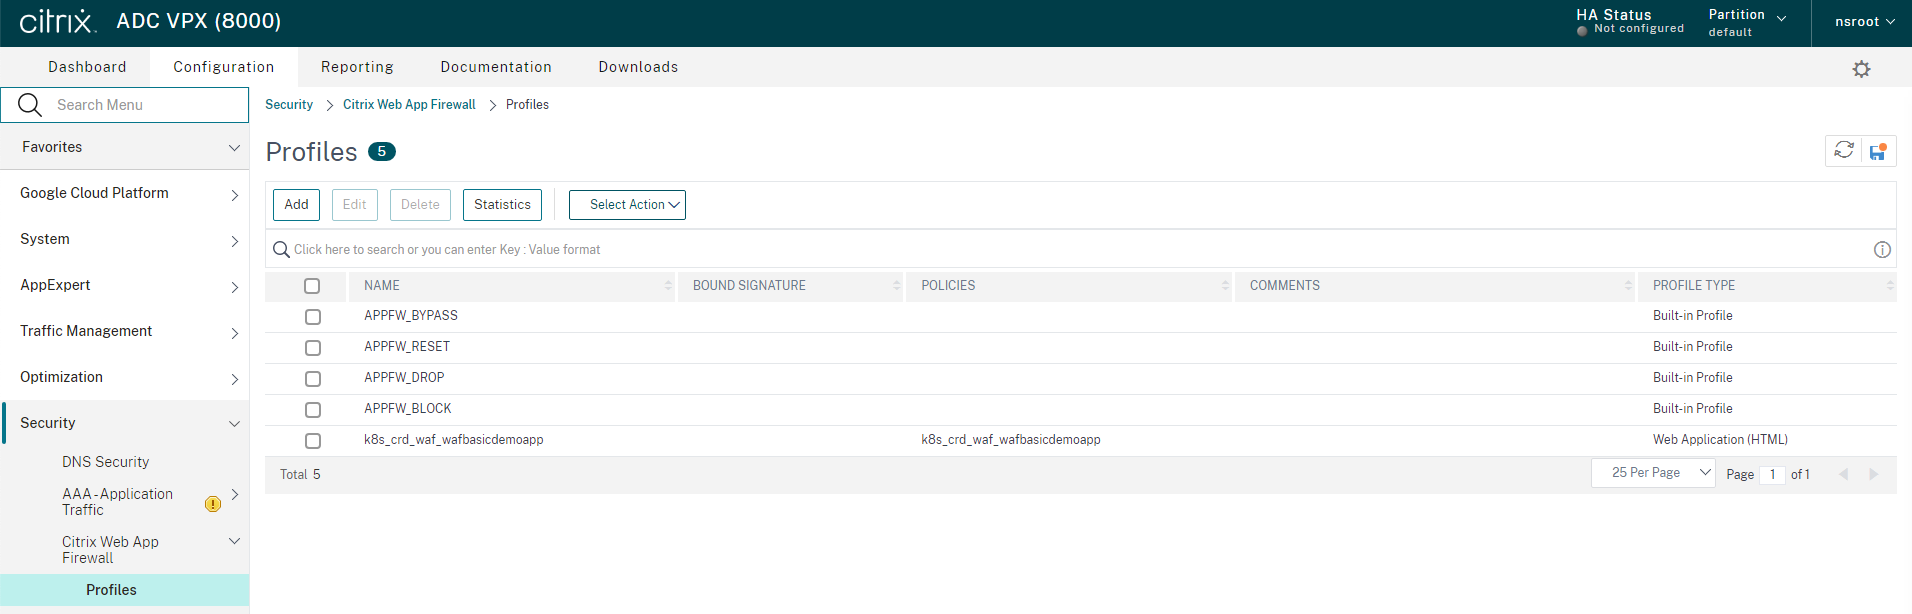 citrix. ADC VPX (8000)
HA Status
Not configured
Partition
default
nsroot
Dashboard Configuration Reporting Documentation Downloads
Search Menu
Favorites
Google Cloud Platform
System
AppExpert
Traffic Management
Optimization
Security
DNS Security
AAA - Application
Traffic
Citrix Web App
Firewall
Profiles
Security Citrix Web App Firewall Profiles
Profiles 5
Add Edit Delete Statistics Select Action
Click here to search or you can enter Key : Value format
NAME BOUND SIGNATURE POLICIES COMMENTS PROFILE TYPE
APPFW_BYPASS Built-in Profile
APPFW_RESET Built-in Profile
APPFW_DROP Built-in Profile
APPFW_BLOCK Built-in Profile
k8s_crd_waf_wafbasicdemoapp k8s_crd_waf_wafbasicdemoapp Web Application (HTML)
Total 5 25 Per Page Page 1 of 1